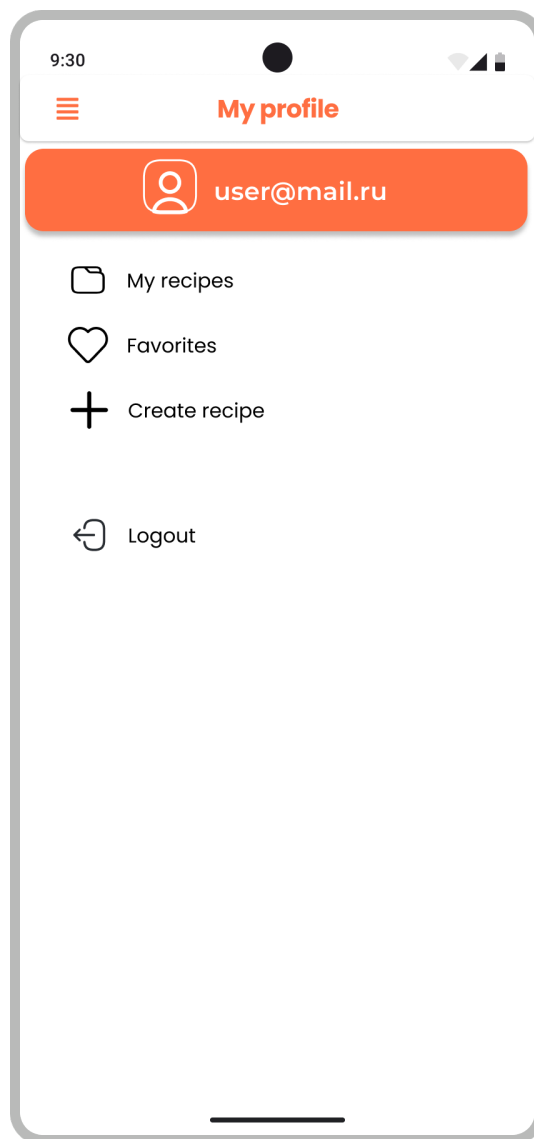 9:30
My profile
user@mail.ru
My recipes
Favorites
Create recipe
Logout